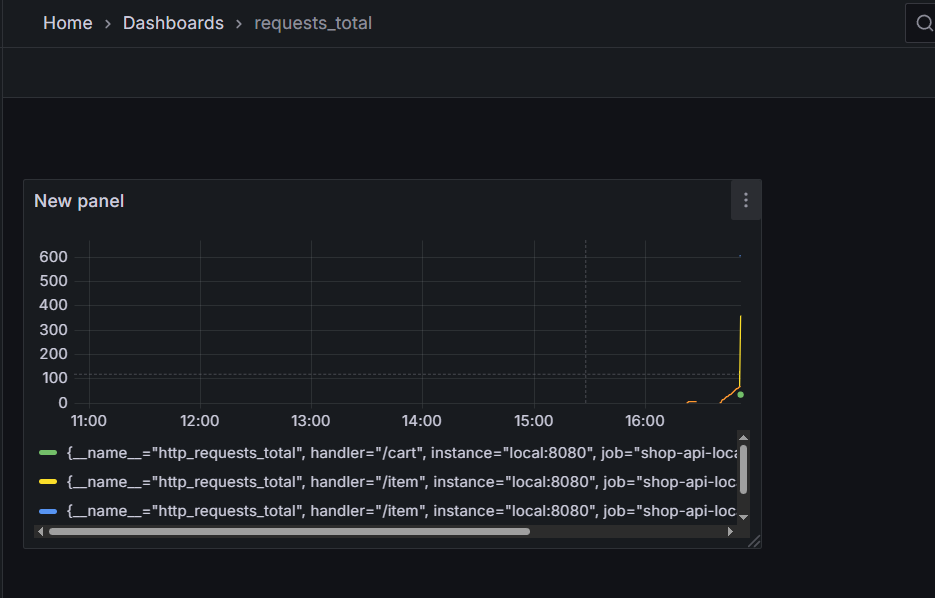 Home > Dashboards > requests_total
New panel
600
500
400
300
200
100
0
11:00 12:00 13:00 14:00 15:00 16:00
{__name__="http_requests_total", handler="/cart", instance="local:8080", job="shop-api-loca
{__name__="http_requests_total", handler="/item", instance="local:8080", job="shop-api-loc
{__name__="http_requests_total", handler="/item", instance="local:8080", job="shop-api-loc